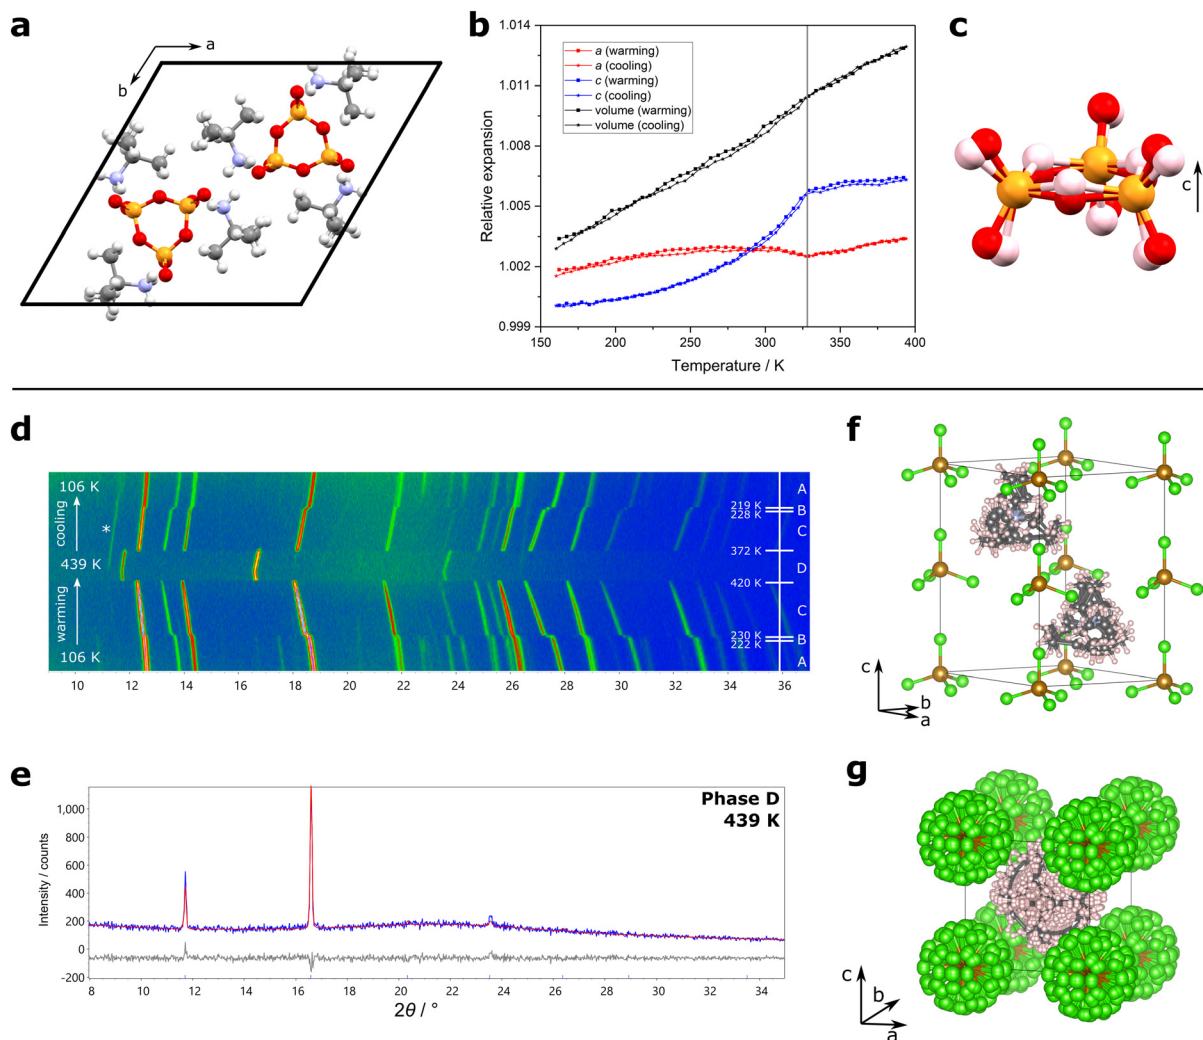 a
a
b
b
1.014
1.011
1.008
1.005
1.002
0.999
Relative expansion
a (warming)
a (cooling)
c (warming)
c (cooling)
volume (warming)
volume (cooling)
150 200 250 300 350 400
Temperature / K
c
c
d
106 K
cooling
*
439 K
warming
106 K
A
219 K
B
228 K
C
372 K
D
420 K
C
230 K
B
222 K
A
10 12 14 16 18 20 22 24 26 28 30 32 34 36
e
Phase D
439 K
1,000
800
600
400
200
0
-200
Intensity / counts
8 10 12 14 16 18 20 22 24 26 28 30 32 34
2θ / °
f
c
b
a
g
c
b
a